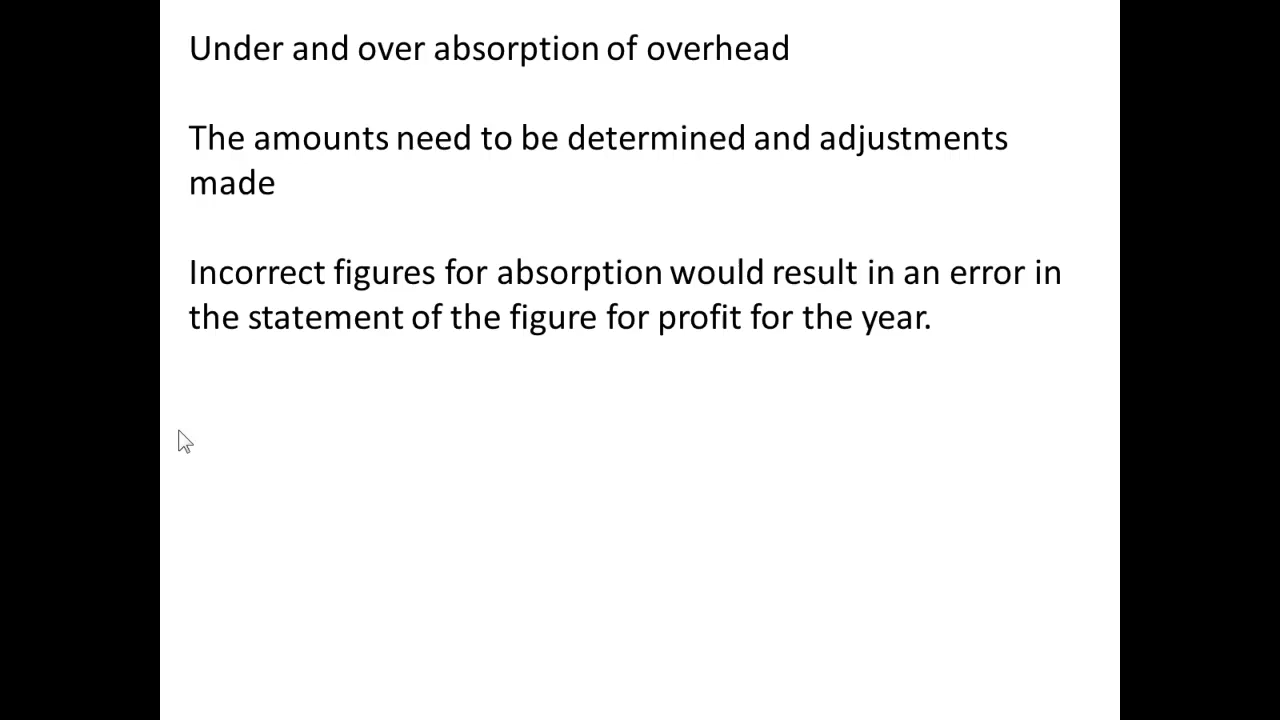 Under and over absorption of overhead
The amounts need to be determined and adjustments
made
Incorrect figures for absorption would result in an error in
the statement of the figure for profit for the year.